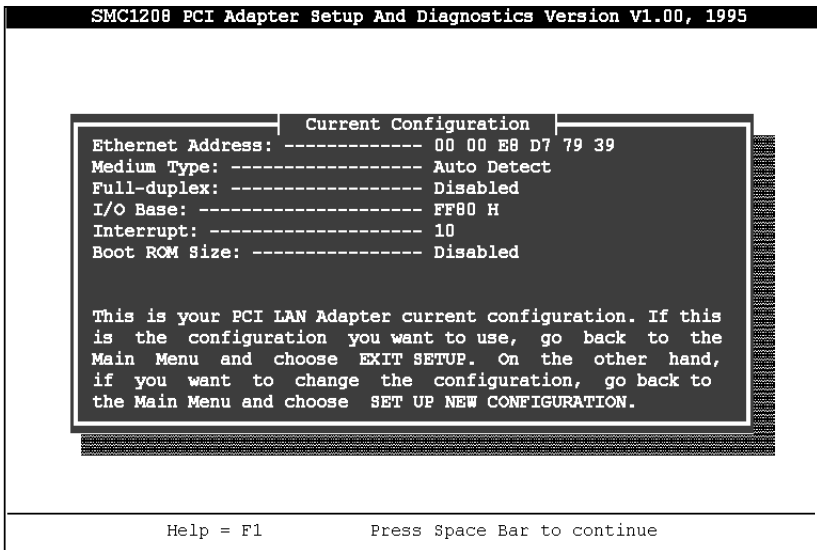 SMC1208 PCI Adapter Setup And Diagnostics Version V1.00, 1995
Current Configuration
Ethernet Address: ------------- 00 00 E8 D7 79 39
Medium Type: ------------------ Auto Detect
Full-duplex: ------------------ Disabled
I/O Base: --------------------- FF80 H
Interrupt: -------------------- 10
Boot ROM Size: ---------------- Disabled
This is your PCI LAN Adapter current configuration. If this
is the configuration you want to use, go back to the
Main Menu and choose EXIT SETUP. On the other hand,
if you want to change the configuration, go back to
the Main Menu and choose SET UP NEW CONFIGURATION.
Help = F1 Press Space Bar to continue